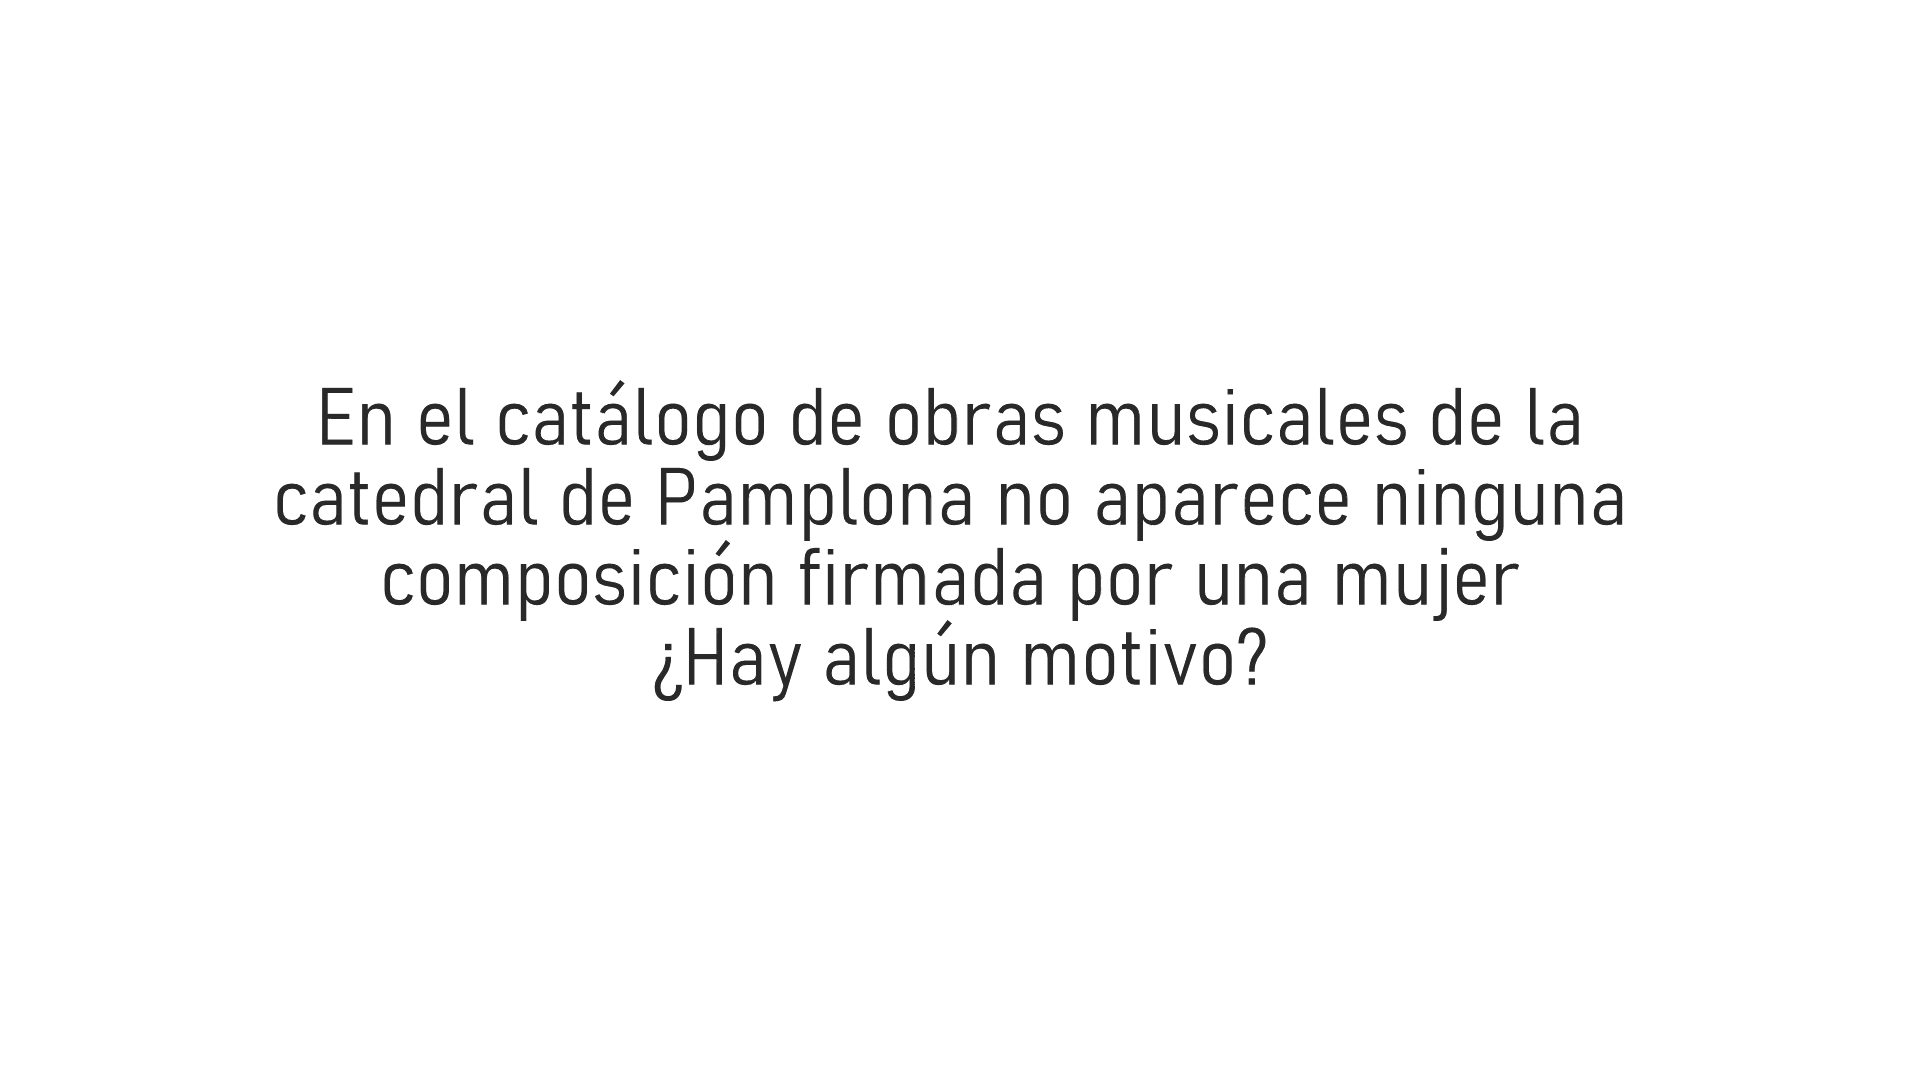 En el catálogo de obras musicales de la
catedral de Pamplona no aparece ninguna
composición firmada por una mujer
¿Hay algún motivo?